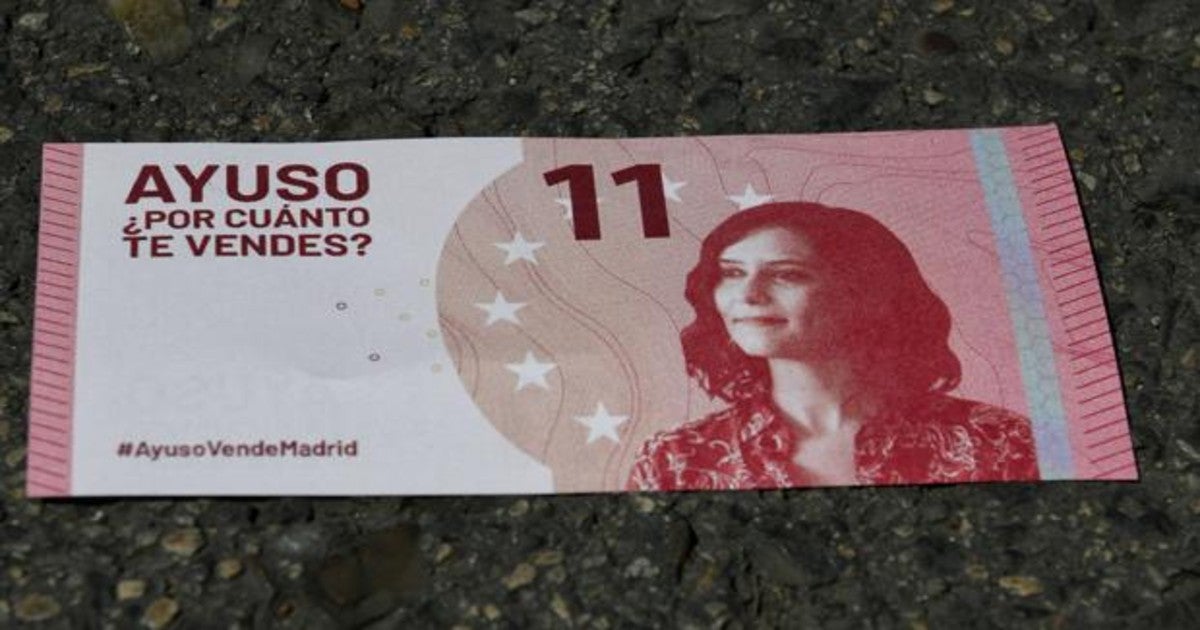 AYUSO
¿POR CUÁNTO
TE VENDES?
11
#AyusoVendeMadrid